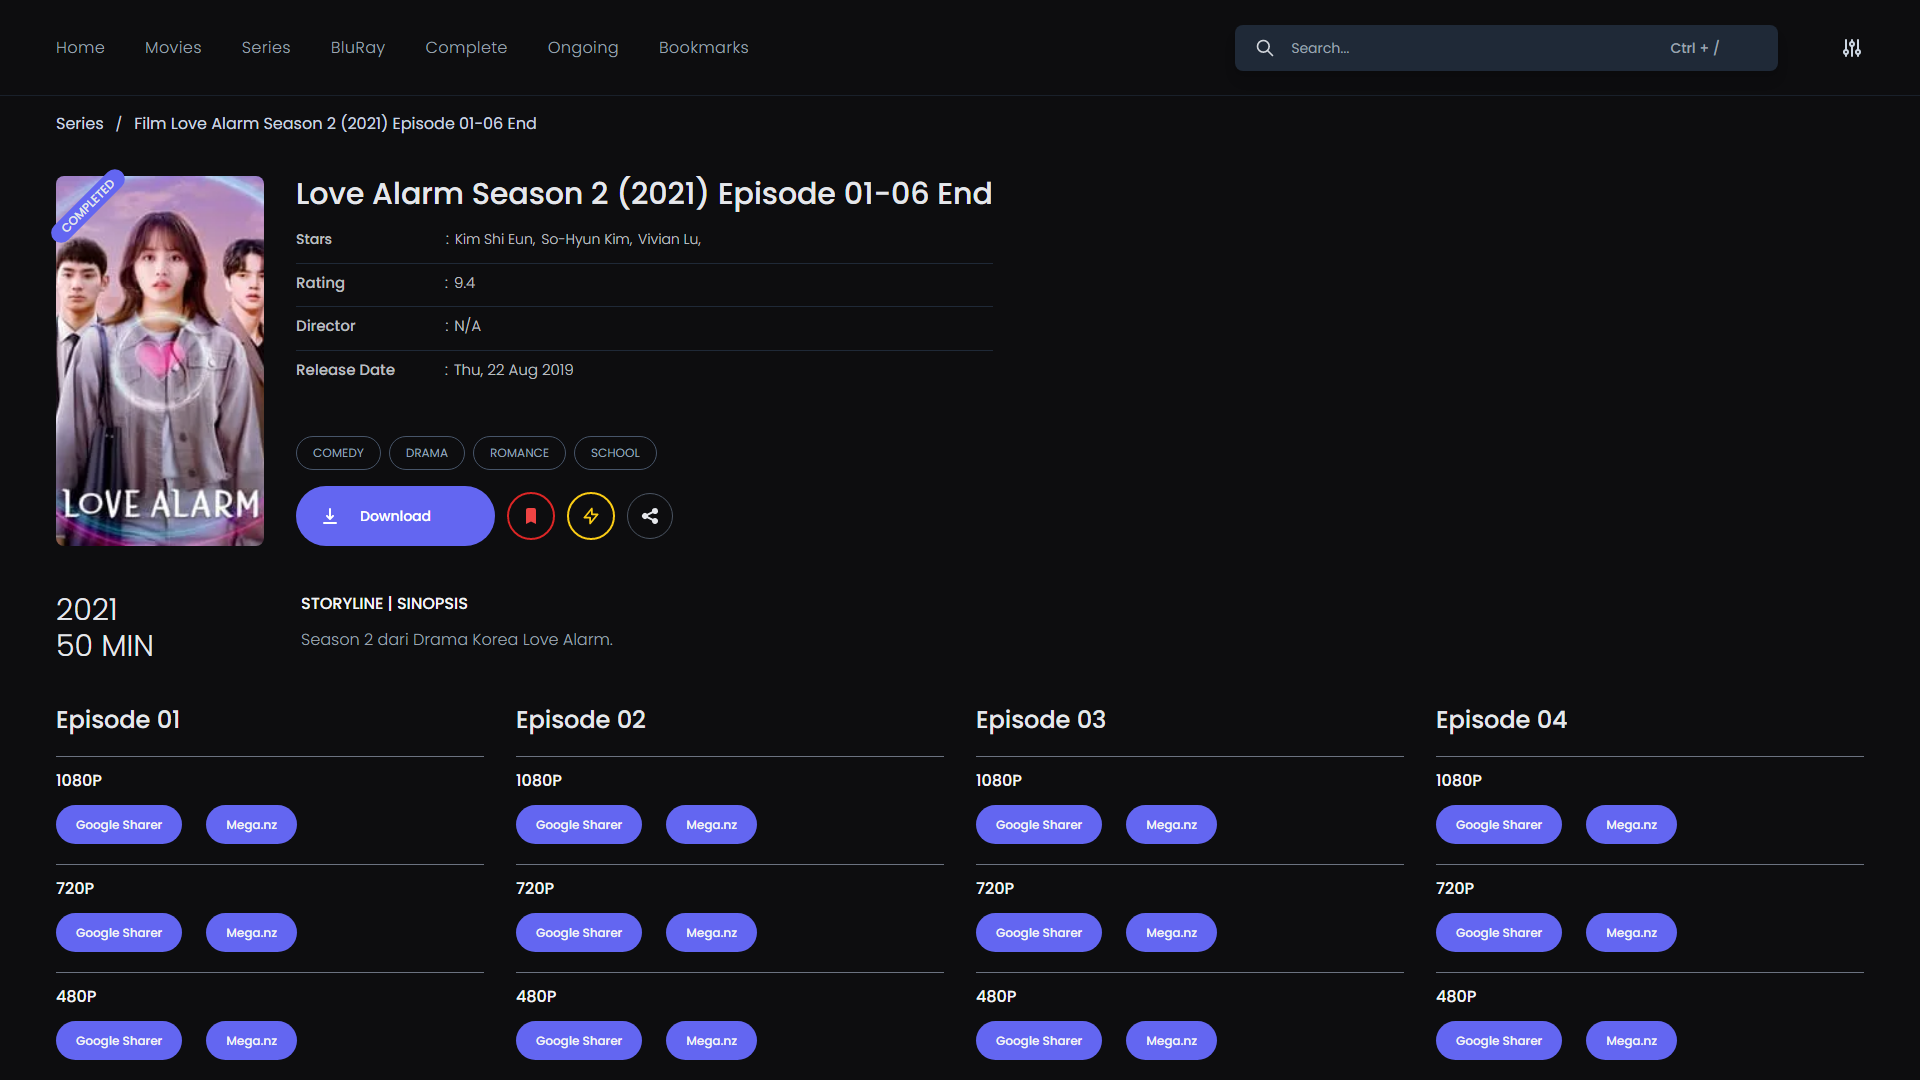 Home Movies Series BluRay Complete Ongoing Bookmarks Search... Ctrl + /
Series / Film Love Alarm Season 2 (2021) Episode 01-06 End
COMPLETED
LOVE ALARM
Love Alarm Season 2 (2021) Episode 01-06 End
Stars : Kim Shi Eun, So-Hyun Kim, Vivian Lu,
Rating : 9.4
Director : N/A
Release Date : Thu, 22 Aug 2019
COMEDY DRAMA ROMANCE SCHOOL
Download
2021
50 MIN
STORYLINE | SINOPSIS
Season 2 dari Drama Korea Love Alarm.
Episode 01 Episode 02 Episode 03 Episode 04
1080P 1080P 1080P 1080P
Google Sharer Mega.nz Google Sharer Mega.nz Google Sharer Mega.nz Google Sharer Mega.nz
720P 720P 720P 720P
Google Sharer Mega.nz Google Sharer Mega.nz Google Sharer Mega.nz Google Sharer Mega.nz
480P 480P 480P 480P
Google Sharer Mega.nz Google Sharer Mega.nz Google Sharer Mega.nz Google Sharer Mega.nz